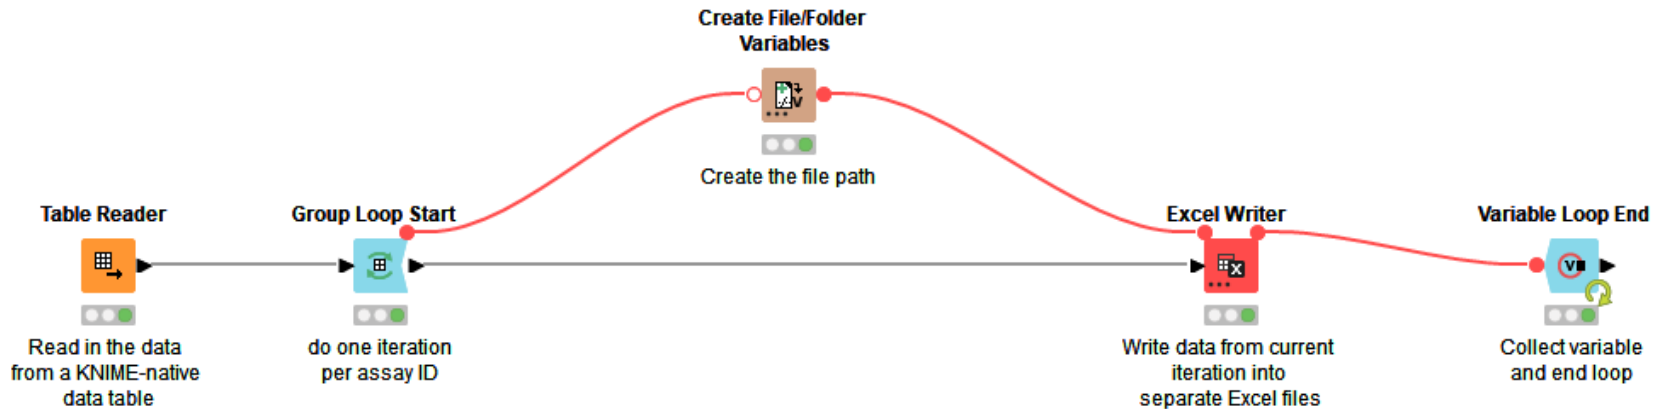 Create File/Folder
Variables
Create the file path
Table Reader
Read in the data
from a KNIME-native
data table
Group Loop Start
do one iteration
per assay ID
Excel Writer
Write data from current
iteration into
separate Excel files
Variable Loop End
Collect variable
and end loop